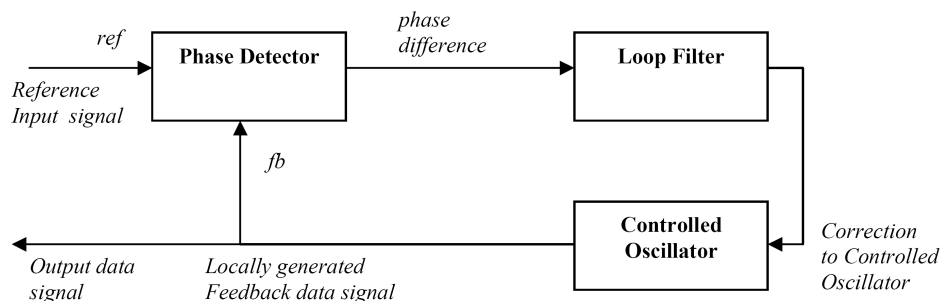 ref
Phase Detector
phase
difference
Loop Filter
Reference
Input signal
fb
Controlled
Oscillator
Correction
to Controlled
Oscillator
Output data
signal
Locally generated
Feedback data signal